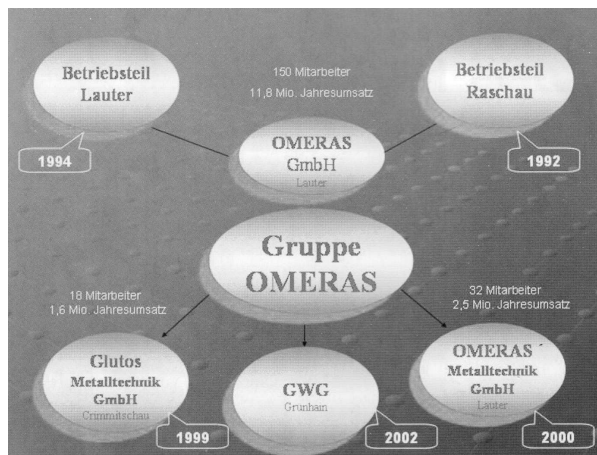 Betriebsteil
Lauter
1994
150 Mitarbeiter
11,8 Mio. Jahresumsatz
Betriebsteil
Raschau
1992
OMERAS
GmbH
Lauter
Gruppe
OMERAS
18 Mitarbeiter
1,6 Mio. Jahresumsatz
32 Mitarbeiter
2,5 Mio. Jahresumsatz
Glutos
Metalltechnik
GmbH
Crimmitschau
1999
GWG
Grunhain
2002
OMERAS
Metalltechnik
GmbH
Lauter
2000